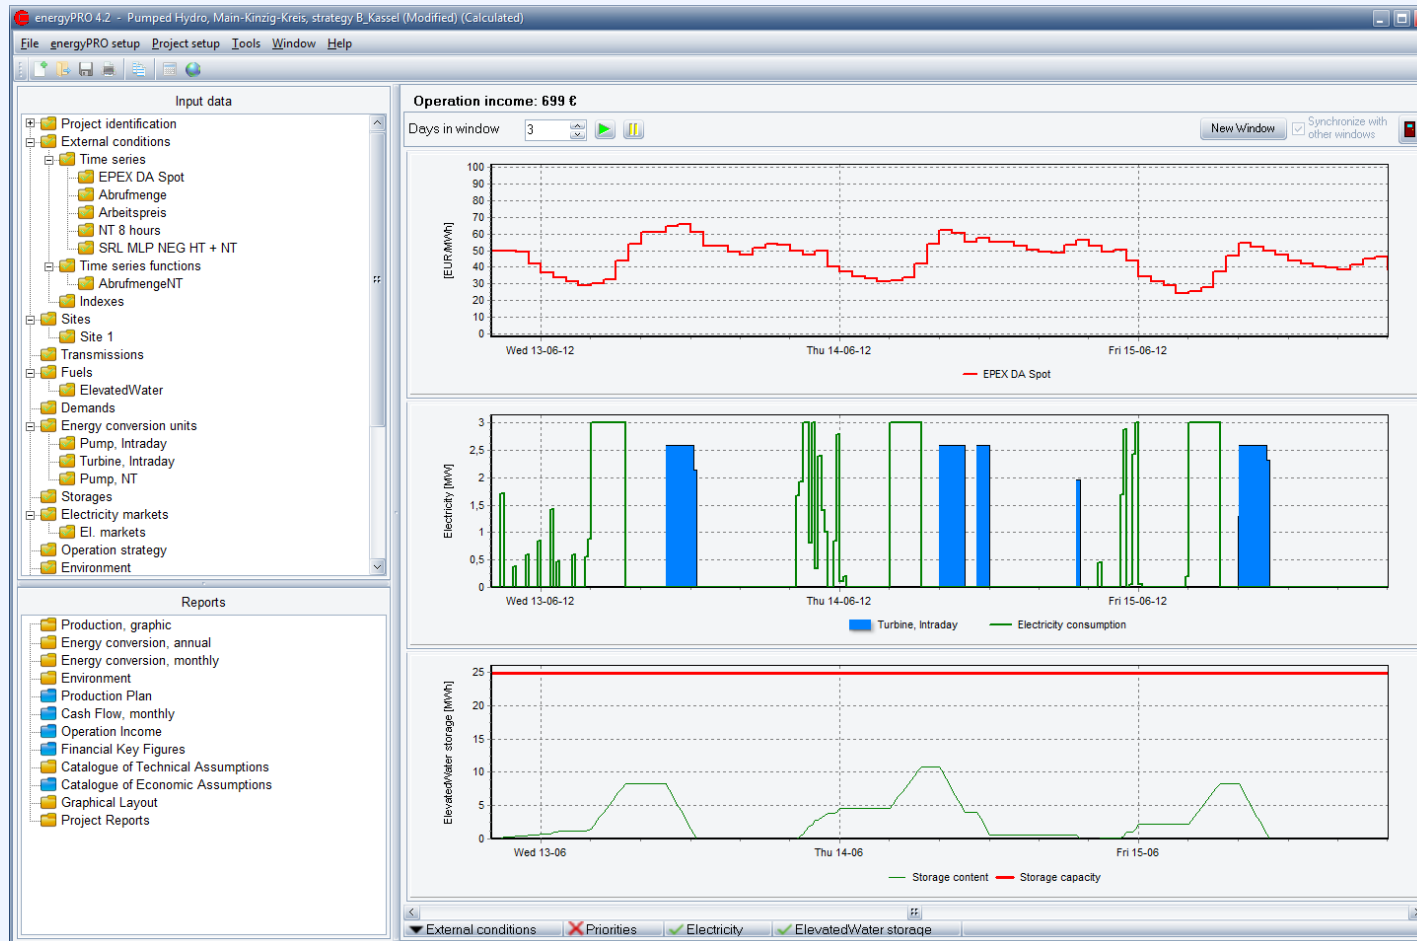 energyPRO 4.2 - Pumped Hydro, Main-Kinzig-Kreis, strategy B_Kassel (Modified) (Calculated)
File energyPRO setup Project setup Tools Window Help
Input data
Project identification
External conditions
Time series
EPEX DA Spot
Abrufmenge
Arbeitspreis
NT 8 hours
SRL MLP NEG HT + NT
Time series functions
AbrufmengeNT
Indexes
Sites
Site 1
Transmissions
Fuels
ElevatedWater
Demands
Energy conversion units
Pump, Intraday
Turbine, Intraday
Pump, NT
Storages
Electricity markets
El. markets
Operation strategy
Environment
Reports
Production, graphic
Energy conversion, annual
Energy conversion, monthly
Environment
Production Plan
Cash Flow, monthly
Operation Income
Financial Key Figures
Catalogue of Technical Assumptions
Catalogue of Economic Assumptions
Graphical Layout
Project Reports
Operation income: 699 €
Days in window 3 New Window Synchronize with
other windows
[EUR/MWh]
100
90
80
70
60
50
40
30
20
10
0
Wed 13-06-12 Thu 14-06-12 Fri 15-06-12
EPEX DA Spot
Electricity [MW]
3
2,5
2
1,5
1
0,5
0
Wed 13-06-12 Thu 14-06-12 Fri 15-06-12
Turbine, Intraday Electricity consumption
ElevatedWater storage [MWh]
25
20
15
10
5
0
Wed 13-06 Thu 14-06 Fri 15-06
Storage content Storage capacity
External conditions Priorities Electricity ElevatedWater storage